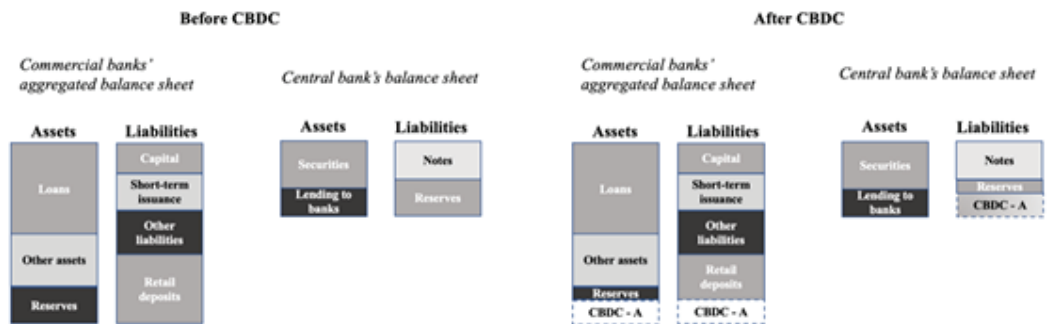 Before CBDC
Commercial banks'
aggregated balance sheet
Central bank's balance sheet
Assets
Liabilities
Loans
Other assets
Reserves
Capital
Short-term
issuance
Other
liabilities
Retail
deposits
Assets
Liabilities
Securities
Lending to
banks
Notes
Reserves
After CBDC
Commercial banks'
aggregated balance sheet
Central bank's balance sheet
Assets
Liabilities
Loans
Other assets
Reserves
CBDC - A
Capital
Short-term
issuance
Other
liabilities
Retail
deposits
CBDC - A
Assets
Liabilities
Securities
Lending to
banks
Notes
Reserves
CBDC - A